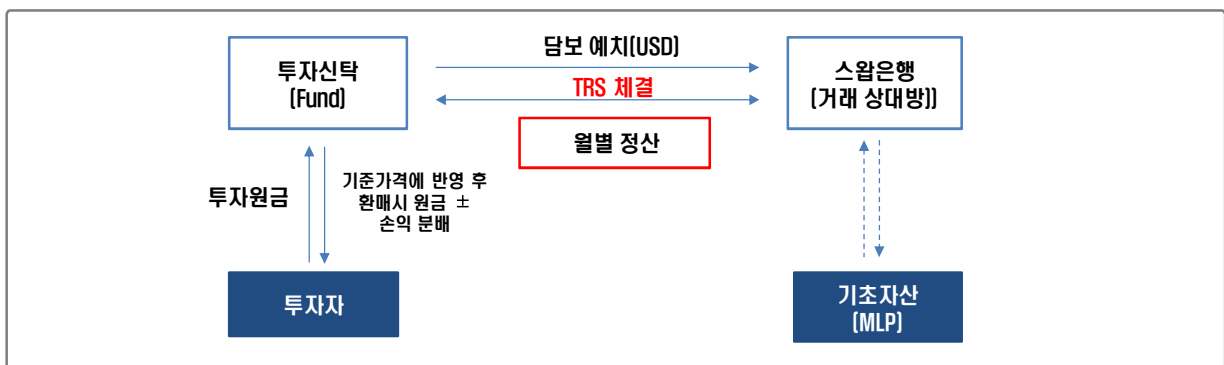 투자신탁
(Fund)
담보 예치(USD)
TRS 체결
월별 정산
스왑은행
(거래 상대방))
투자원금
기준가격에 반영 후
환매시 원금 ±
손익 분배
투자자
기초자산
(MLP)